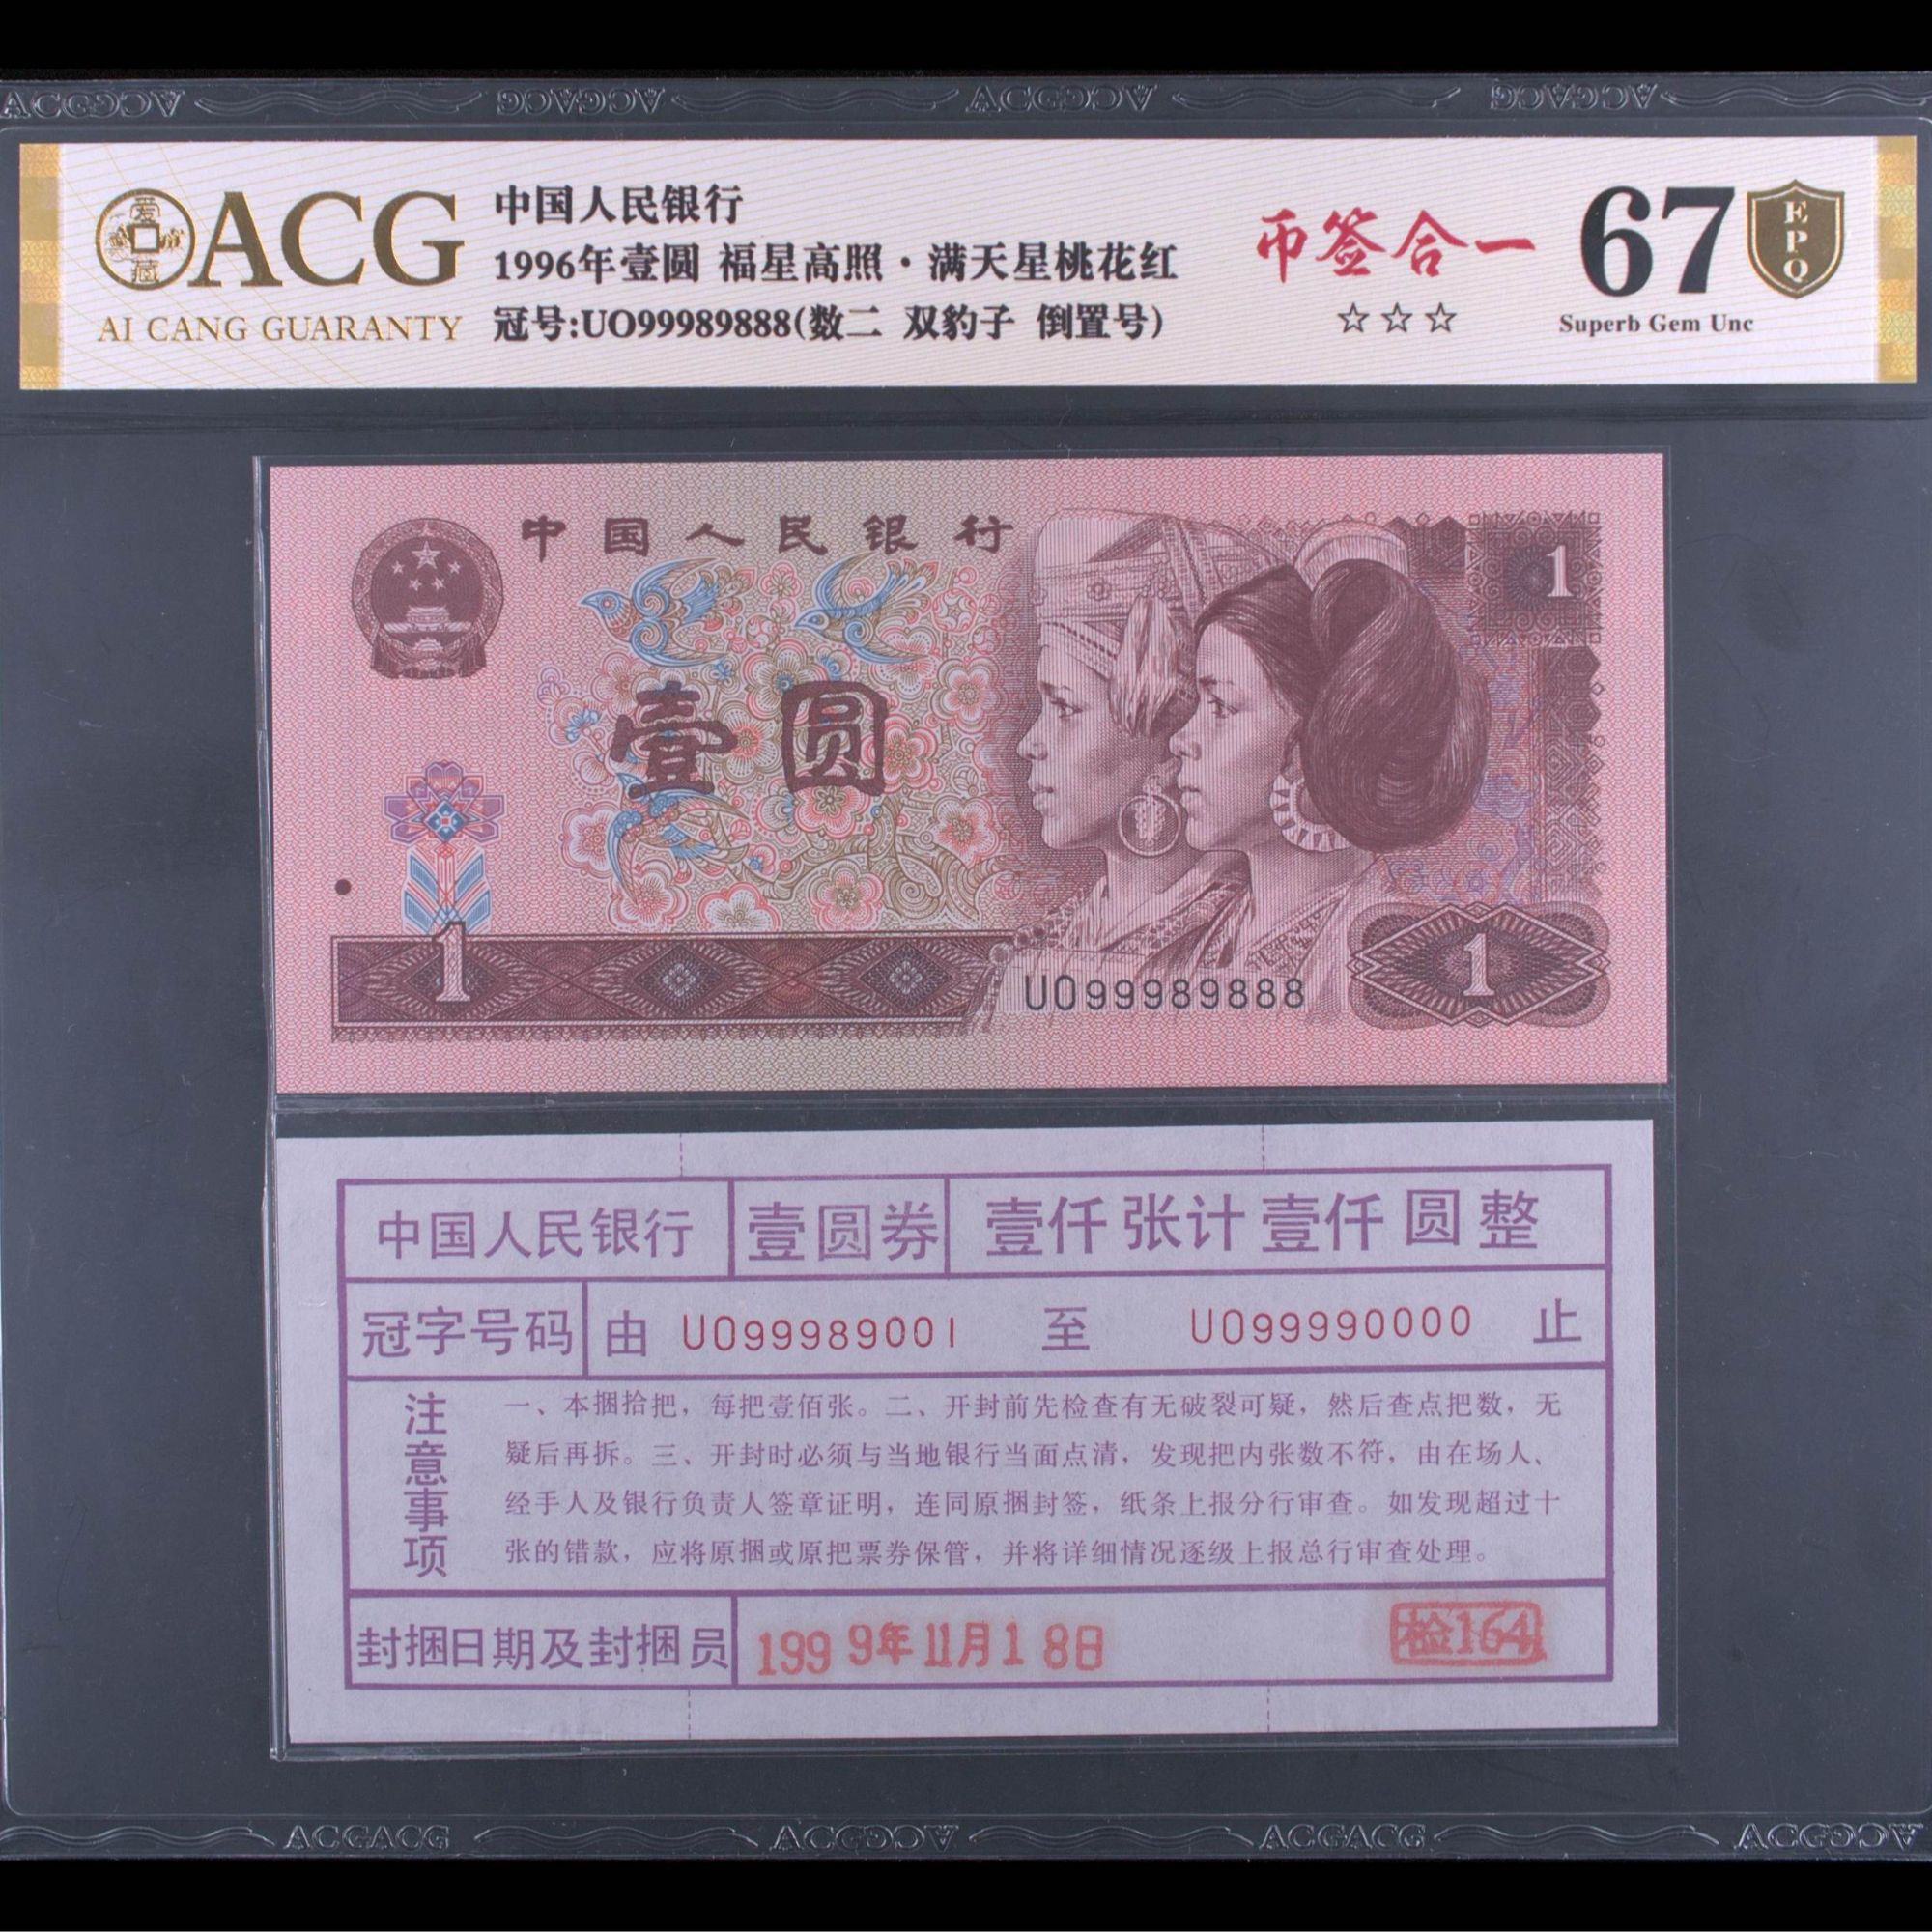 ACGACG ACGACG ACGACG ACGACG
爱藏 ACG
AI CANG GUARANTY
中国人民银行
1996年壹圆 福星高照·满天星桃花红
冠号:UO99989888(数二 双豹子 倒置号)
币签合一
☆☆☆
67
EPQ
Superb Gem Unc
中国人民银行
1
壹圆
1
UO99989888
1
中国人民银行 壹圆券 壹仟张计壹仟圆整
冠字号码 由 UO99989001 至 UO99990000 止
注意事项
一、本捆拾把，每把壹佰张。二、开封前先检查有无破裂可疑，然后查点把数，无
疑后再拆。三、开封时必须与当地银行当面点清，发现把内张数不符，由在场人、
经手人及银行负责人签章证明，连同原捆封签，纸条上报分行审查。如发现超过十
张的错款，应将原捆或原把票券保管，并将详细情况逐级上报总行审查处理。
封捆日期及封捆员 1999年11月18日 检164
ACGACG ACGACG ACGACG ACGACG